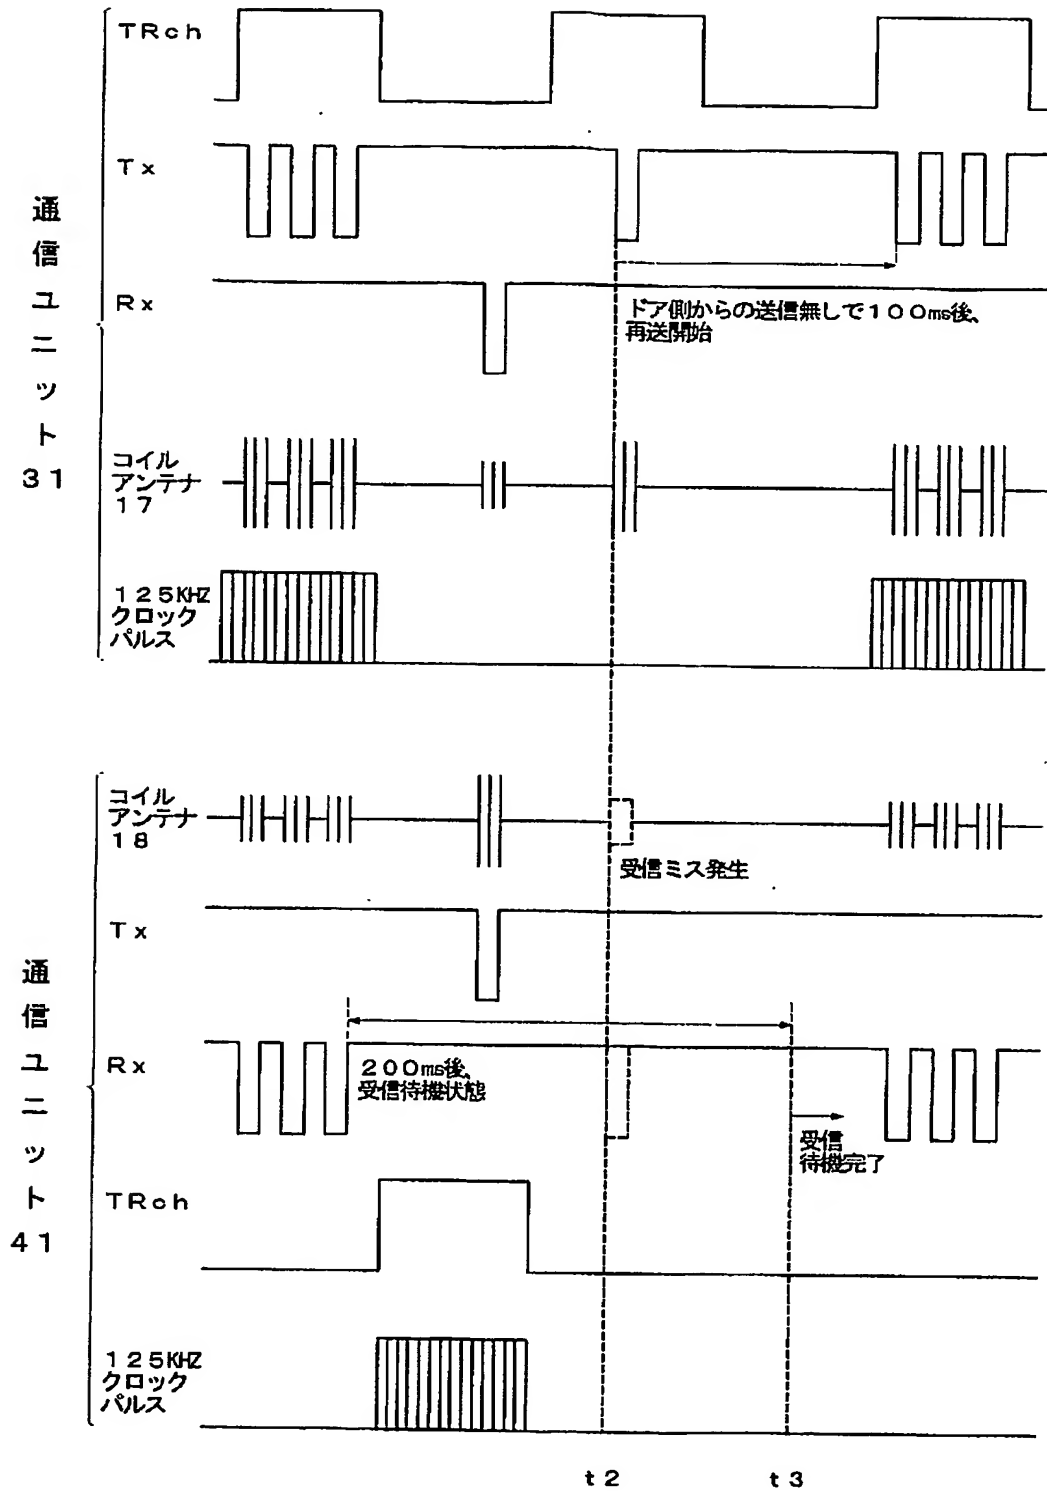 通信ユニット31
TRch
Tx
Rx
ドア側からの送信無しで100ms後、
再送開始
コイル
アンテナ
17
125KHZ
クロック
パルス
通信ユニット41
コイル
アンテナ
18
受信ミス発生
Tx
Rx
200ms後、
受信待機状態
受信
待機完了
TRch
125KHZ
クロック
パルス
t2
t3